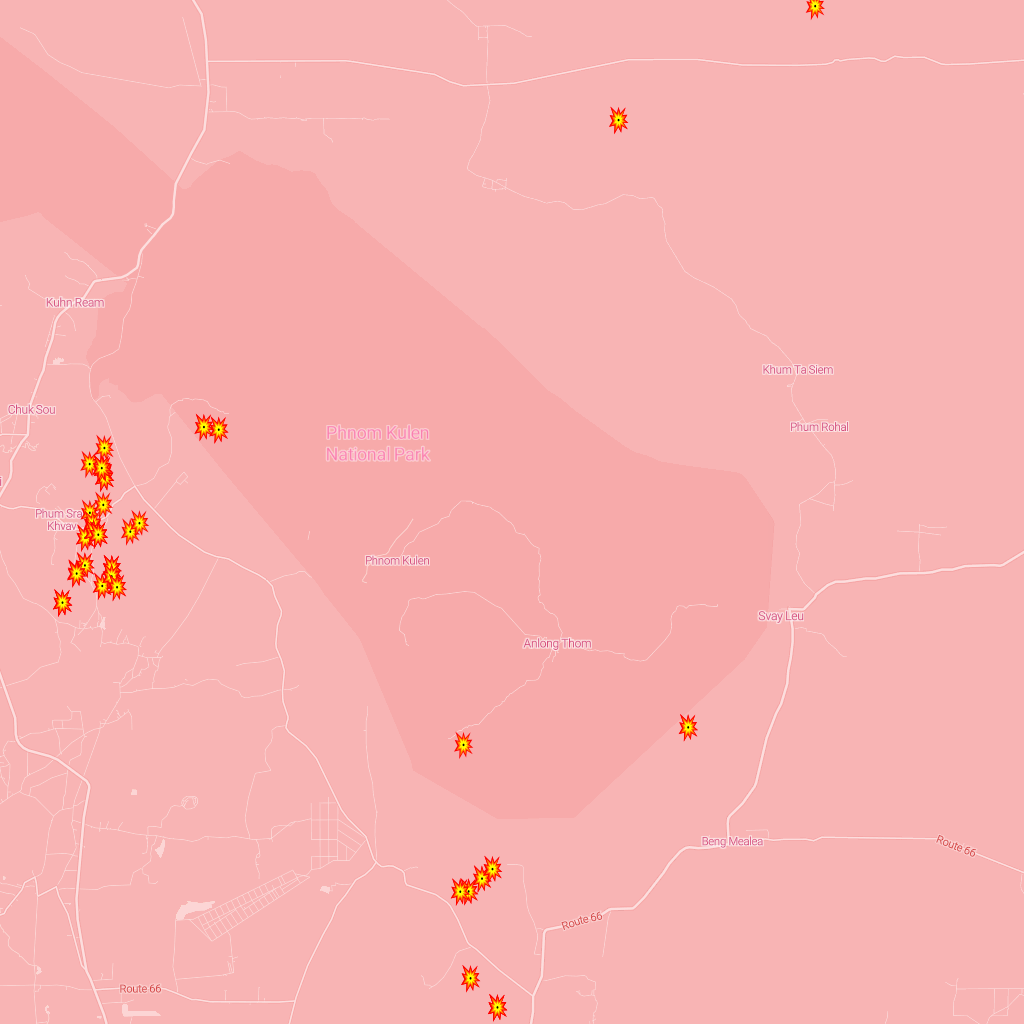 Kuhn Ream
Khum Ta Siem
Chuk Sou
Phum Rohal
Phnom Kulen
National Park
Phum Sra
Khvav
Phnom Kulen
Svay Leu
Anlong Thom
Beng Mealea
Route 66
Route 66
Route 66